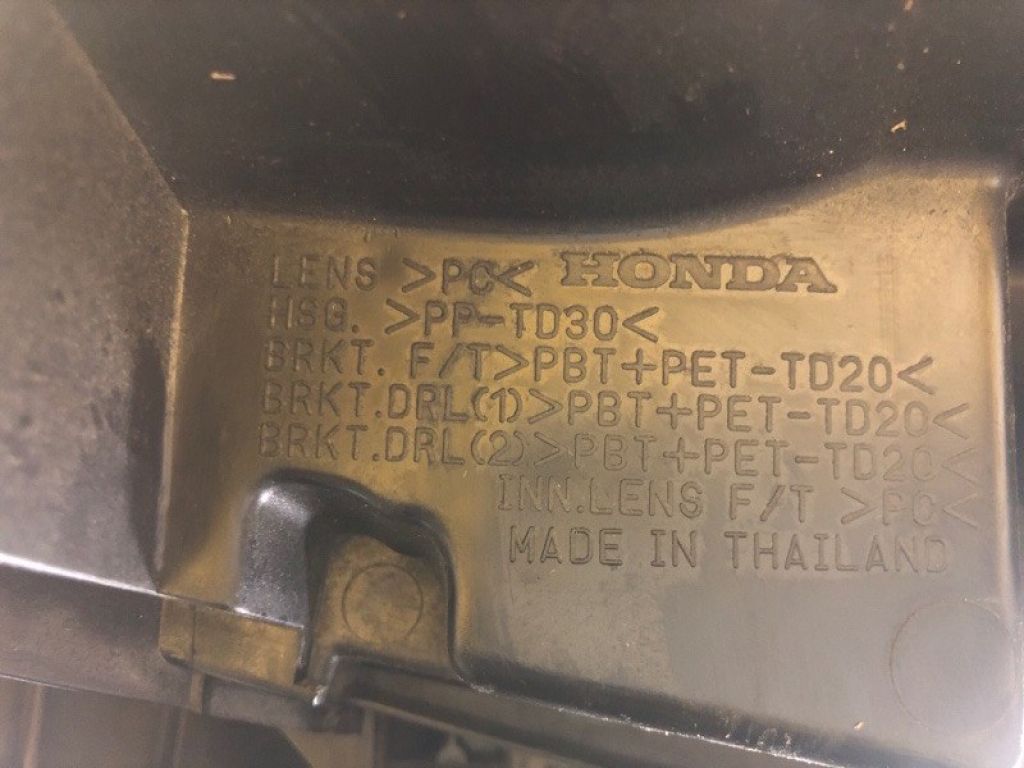 LENS >PC< HONDA
HSG. >PP-TD30<
BRKT. F/T>PBT+PET-TD20<
BRKT.DRL(1)>PBT+PET-TD20<
BRKT.DRL(2)>PBT+PET-TD20<
INN.LENS F/T >PC<
MADE IN THAILAND